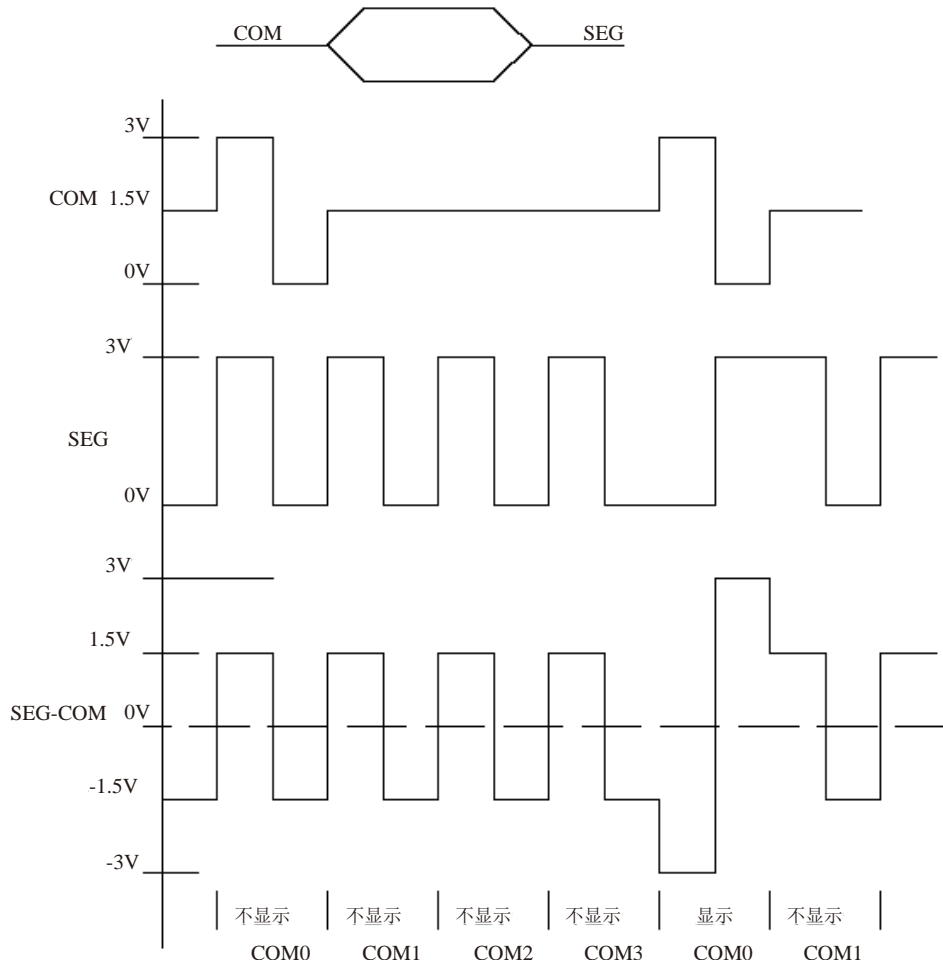 COM SEG
3V
COM 1.5V
0V
3V
SEG
0V
3V
1.5V
SEG-COM 0V
-1.5V
-3V
不显示 不显示 不显示 不显示 显示 不显示
COM0 COM1 COM2 COM3 COM0 COM1